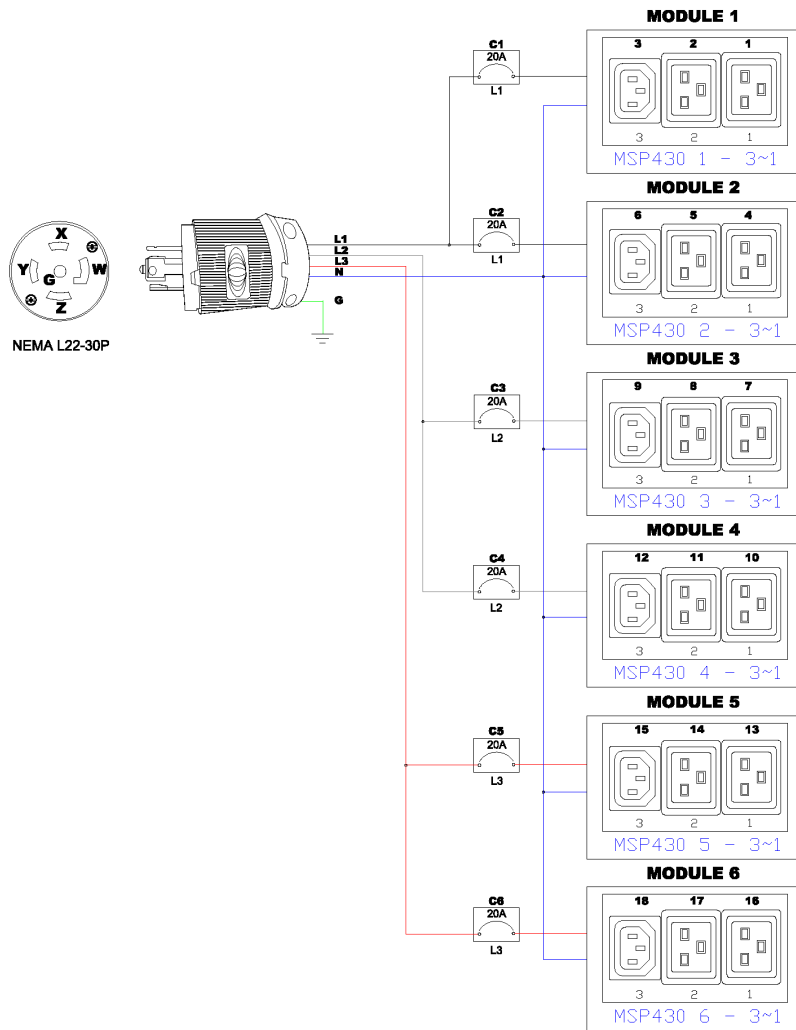 MODULE 1
C1
20A
L1
3 2 1
3 2 1
MSP430 1 - 3~1
MODULE 2
C2
20A
L1
6 5 4
3 2 1
MSP430 2 - 3~1
X
Y G W
Z
NEMA L22-30P
L1
L2
L3
N
G
MODULE 3
C3
20A
L2
9 8 7
3 2 1
MSP430 3 - 3~1
MODULE 4
C4
20A
L2
12 11 10
3 2 1
MSP430 4 - 3~1
MODULE 5
C5
20A
L3
15 14 13
3 2 1
MSP430 5 - 3~1
MODULE 6
C6
20A
L3
18 17 16
3 2 1
MSP430 6 - 3~1